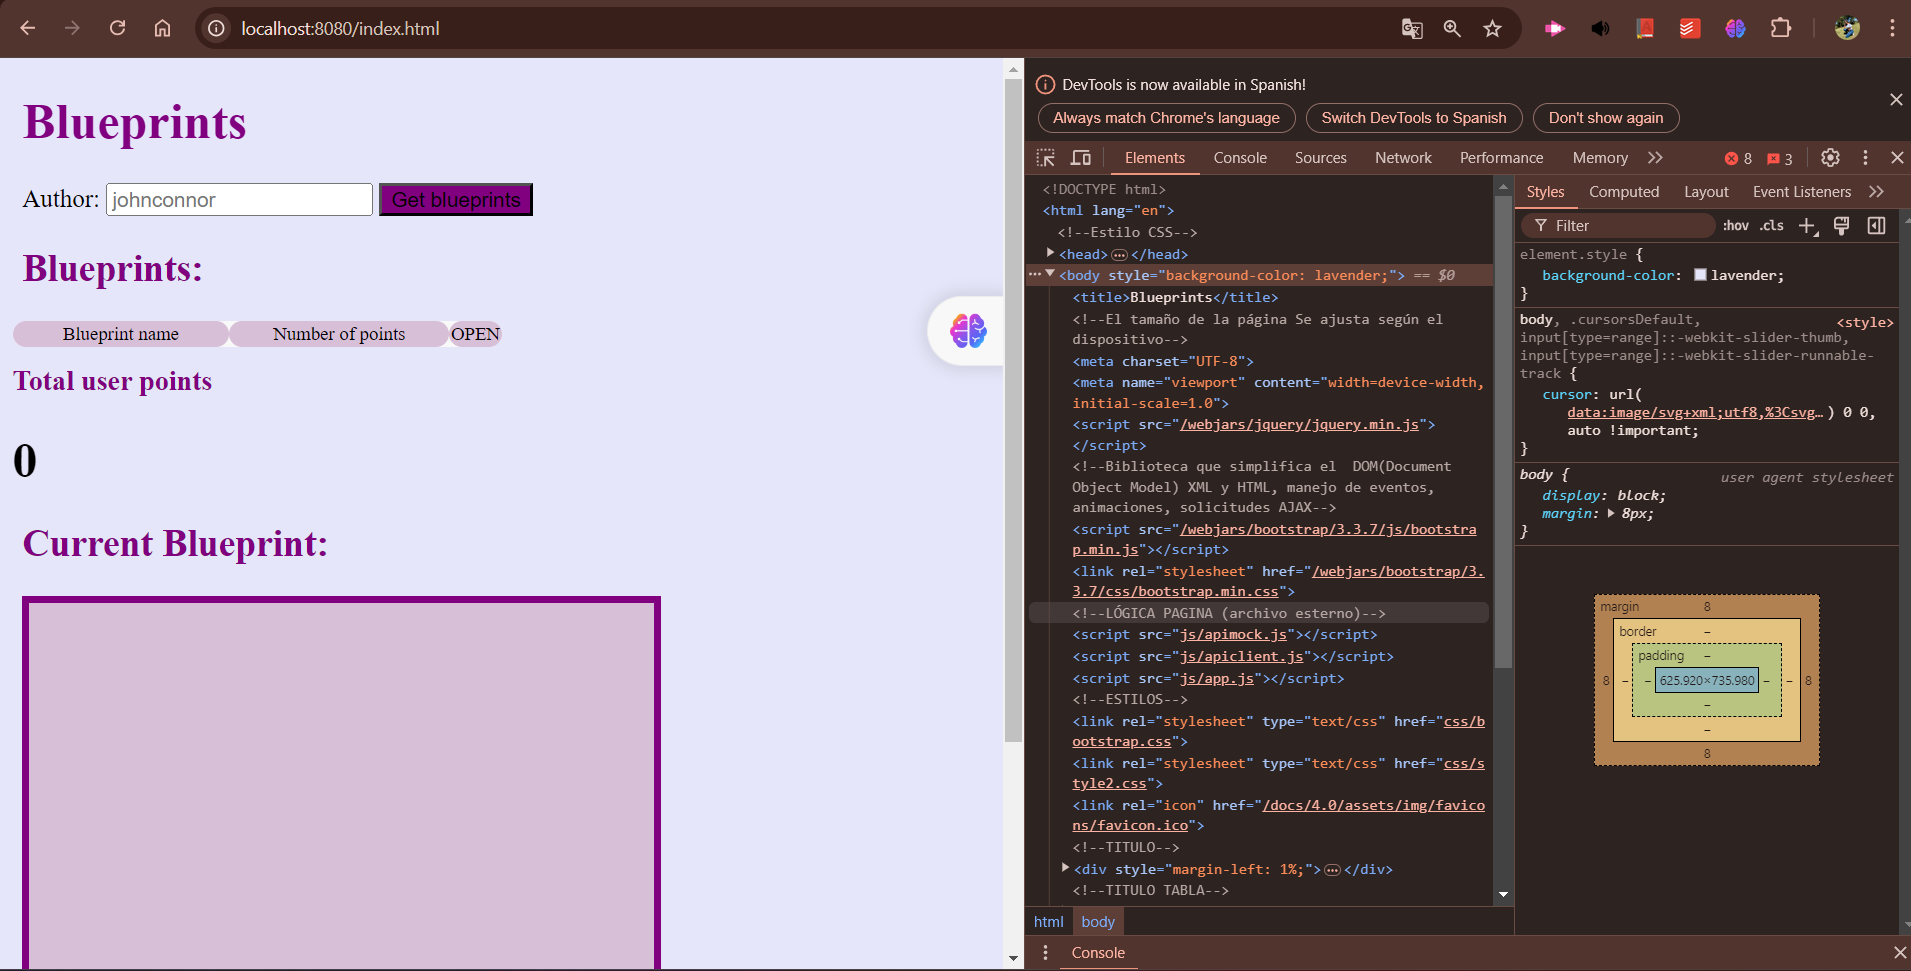 localhost:8080/index.html
Blueprints
Author: johnconnor Get blueprints
Blueprints:
Blueprint name Number of points OPEN
Total user points
0
Current Blueprint:
DevTools is now available in Spanish!
Always match Chrome's language Switch DevTools to Spanish Don't show again
Elements Console Sources Network Performance Memory 8 3
<!DOCTYPE html>
<html lang="en">
<!--Estilo CSS-->
<head> </head>
<body style="background-color: lavender;"> == $0
<title>Blueprints</title>
<!--El tamaño de la página Se ajusta según el
dispositivo-->
<meta charset="UTF-8">
<meta name="viewport" content="width=device-width,
initial-scale=1.0">
<script src="/webjars/jquery/jquery.min.js">
</script>
<!--Biblioteca que simplifica el  DOM(Document
Object Model) XML y HTML, manejo de eventos,
animaciones, solicitudes AJAX-->
<script src="/webjars/bootstrap/3.3.7/js/bootstra
p.min.js"></script>
<link rel="stylesheet" href="/webjars/bootstrap/3.
3.7/css/bootstrap.min.css">
<!--LÓGICA PAGINA (archivo esterno)-->
<script src="js/apimock.js"></script>
<script src="js/apiclient.js"></script>
<script src="js/app.js"></script>
<!--ESTILOS-->
<link rel="stylesheet" type="text/css" href="css/b
ootstrap.css">
<link rel="stylesheet" type="text/css" href="css/s
tyle2.css">
<link rel="icon" href="/docs/4.0/assets/img/favico
ns/favicon.ico">
<!--TITULO-->
<div style="margin-left: 1%;"> </div>
<!--TITULO TABLA-->
html body
Styles Computed Layout Event Listeners
Filter :hov .cls
element.style {
background-color: lavender;
}
body, .cursorsDefault, <style>
input[type=range]::-webkit-slider-thumb,
input[type=range]::-webkit-slider-runnable-
track {
cursor: url(
data:image/svg+xml;utf8,%3Csvg… ) 0 0,
auto !important;
}
body { user agent stylesheet
display: block;
margin: 8px;
}
margin 8
border –
padding –
8 – – 625.920×735.980 – – 8
–
–
8
Console